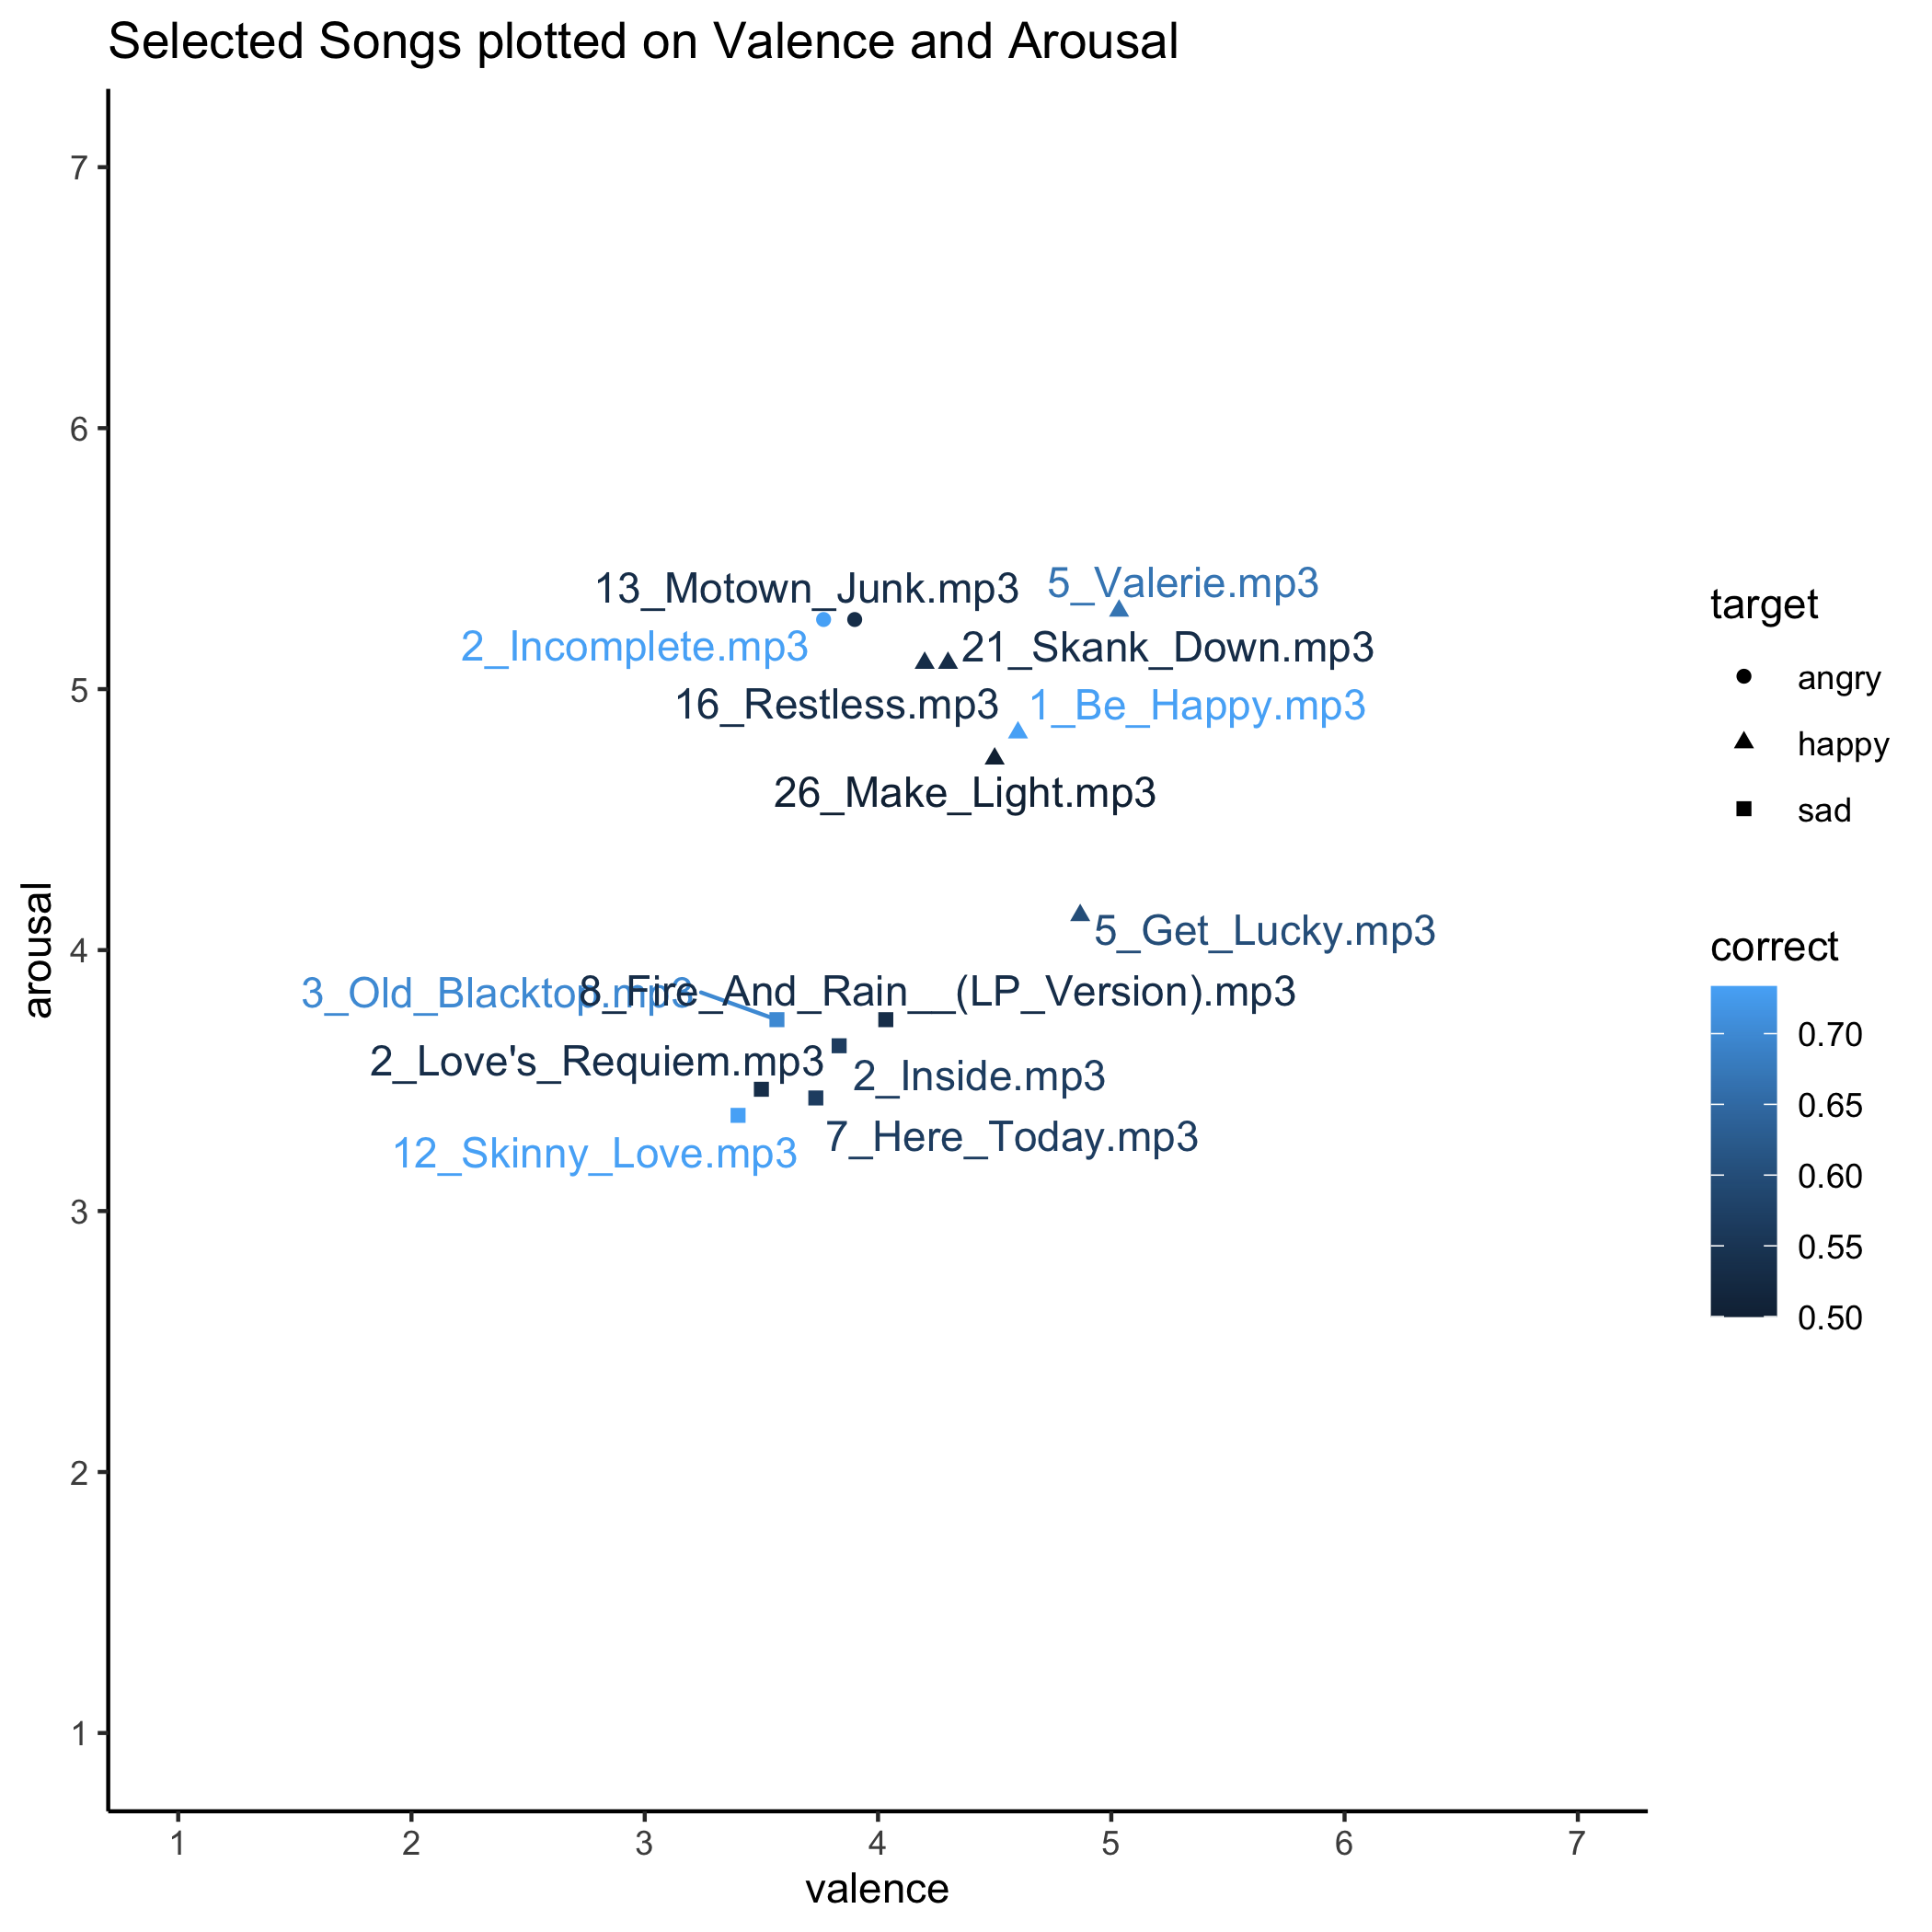 Selected Songs plotted on Valence and Arousal
7
6
5
4
3
2
1
arousal
13_Motown_Junk.mp3
5_Valerie.mp3
2_Incomplete.mp3
21_Skank_Down.mp3
16_Restless.mp3
1_Be_Happy.mp3
26_Make_Light.mp3
5_Get_Lucky.mp3
3_Old_Blacktop.mp3
8_Fire_And_Rain__(LP_Version).mp3
2_Love's_Requiem.mp3
2_Inside.mp3
7_Here_Today.mp3
12_Skinny_Love.mp3
1 2 3 4 5 6 7
valence
target
angry
happy
sad
correct
0.70
0.65
0.60
0.55
0.50